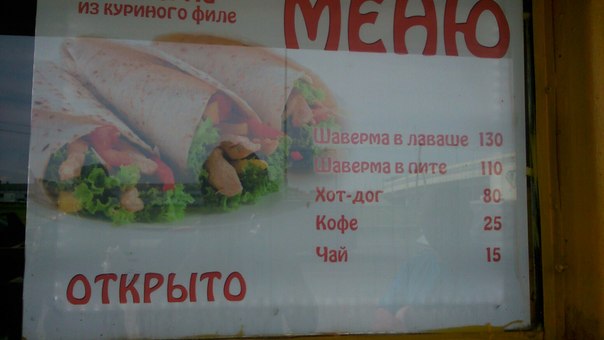 ИЗ КУРИНОГО ФИЛЕ
МЕНЮ
Шаверма в лаваше 130
Шаверма в пите 110
Хот-дог 80
Кофе 25
Чай 15
ОТКРЫТО